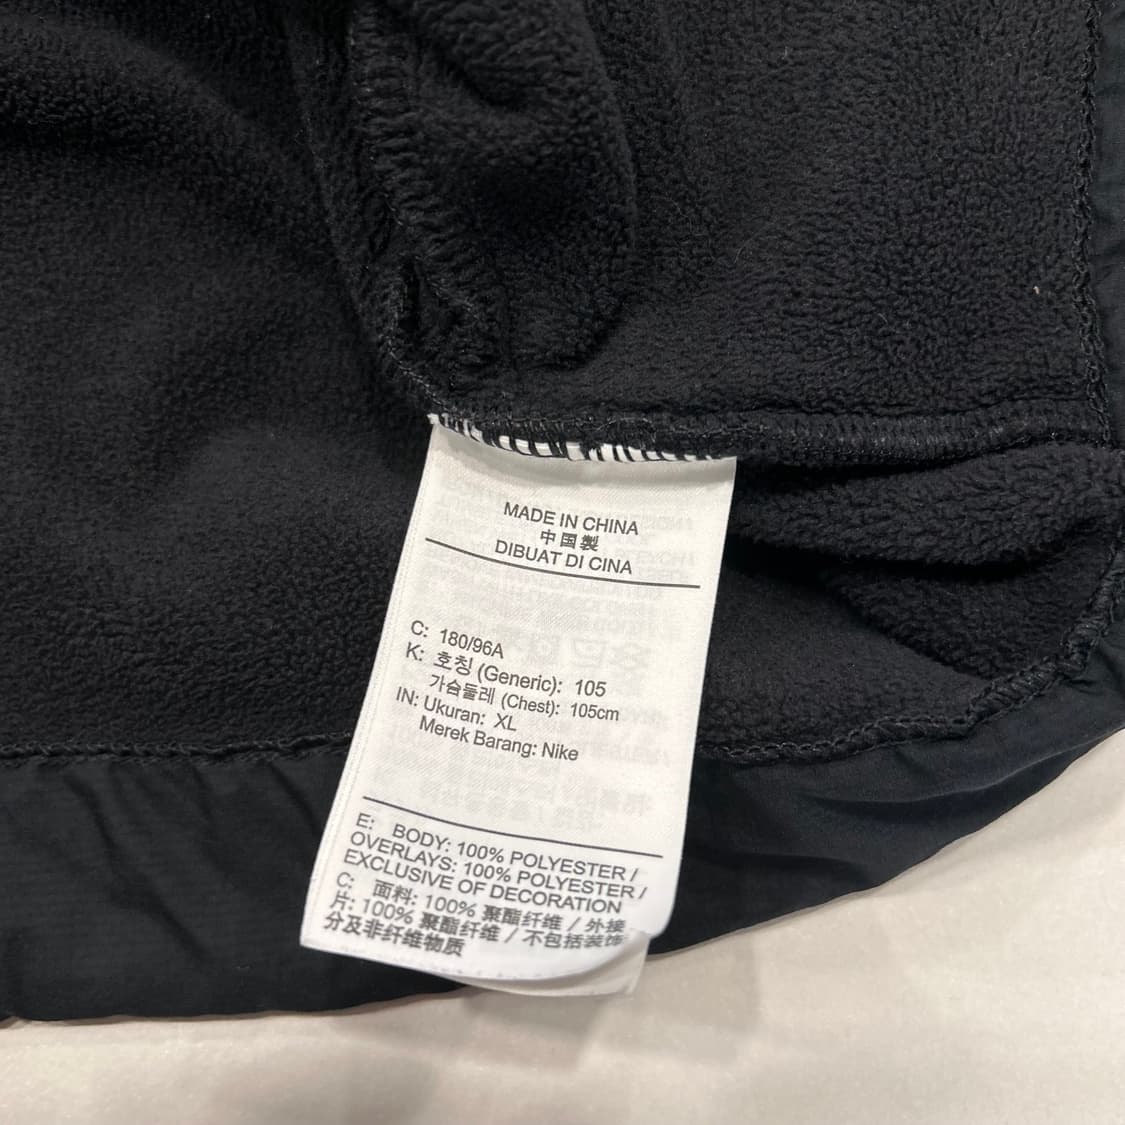 MADE IN CHINA
中国製
DIBUAT DI CINA
C: 180/96A
K: 호칭 (Generic): 105
가슴둘레 (Chest): 105cm
IN: Ukuran: XL
Merek Barang: Nike
E: BODY: 100% POLYESTER /
OVERLAYS: 100% POLYESTER /
EXCLUSIVE OF DECORATION
C: 面料: 100% 聚酯纤维 / 外接
片: 100% 聚酯纤维 / 不包括装饰
分及非纤维物质